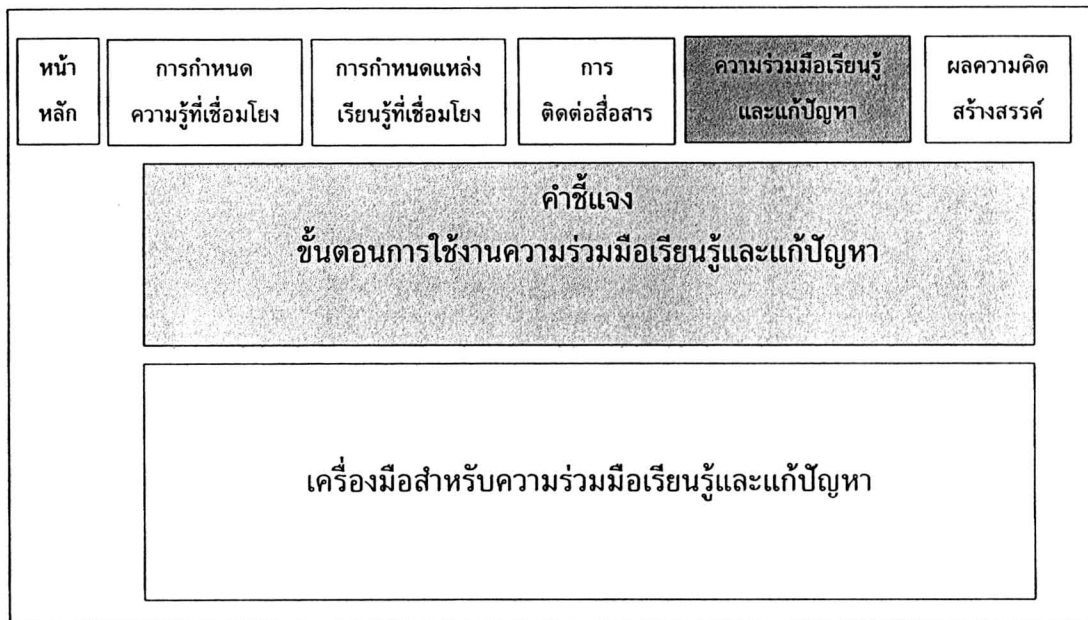 หน้า
หลัก
การกำหนด
ความรู้ที่เชื่อมโยง
การกำหนดแหล่ง
เรียนรู้ที่เชื่อมโยง
การ
ติดต่อสื่อสาร
ความร่วมมือเรียนรู้
และแก้ปัญหา
ผลความคิด
สร้างสรรค์
คำชี้แจง
ขั้นตอนการใช้งานความร่วมมือเรียนรู้และแก้ปัญหา
เครื่องมือสำหรับความร่วมมือเรียนรู้และแก้ปัญหา